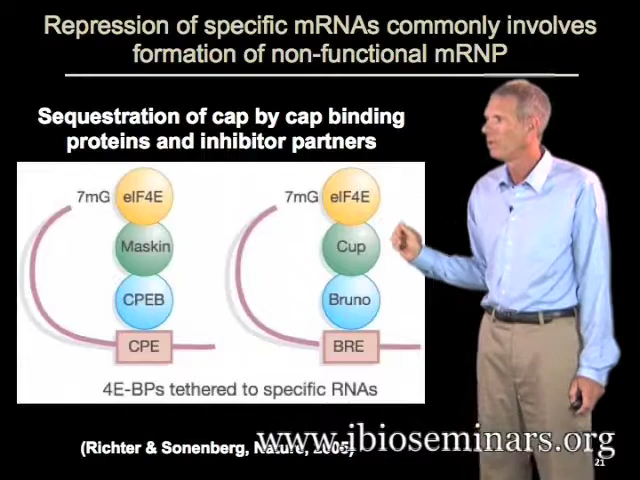 Repression of specific mRNAs commonly involves
formation of non-functional mRNP
Sequestration of cap by cap binding
proteins and inhibitor partners
7mG eIF4E 7mG eIF4E
Maskin Cup
CPEB Bruno
CPE BRE
4E-BPs tethered to specific RNAs
(Richter & Sonenberg, Nature, 2005)
www.ibioseminars.org
21